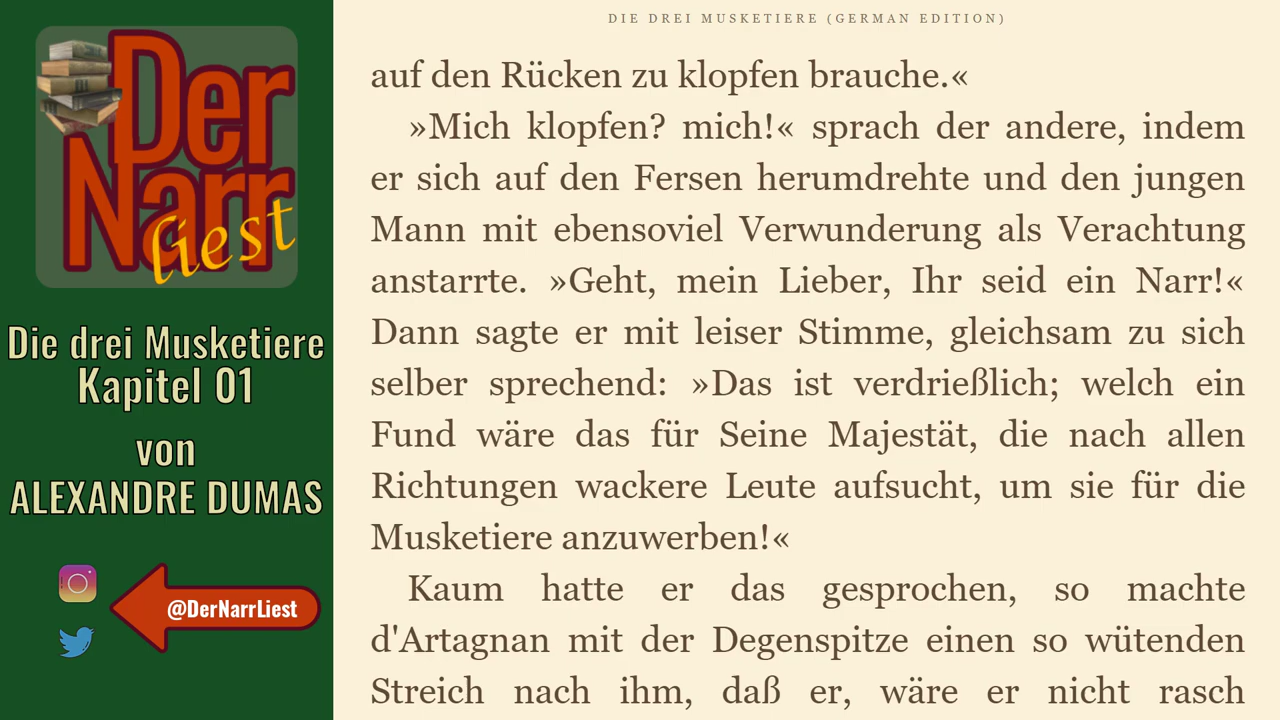 Der
Narr
liest
Die drei Musketiere
Kapitel 01
von
ALEXANDRE DUMAS
@DerNarrLiest
DIE DREI MUSKETIERE (GERMAN EDITION)
auf den Rücken zu klopfen brauche.«
»Mich klopfen? mich!« sprach der andere, indem
er sich auf den Fersen herumdrehte und den jungen
Mann mit ebensoviel Verwunderung als Verachtung
anstarrte. »Geht, mein Lieber, Ihr seid ein Narr!«
Dann sagte er mit leiser Stimme, gleichsam zu sich
selber sprechend: »Das ist verdrießlich; welch ein
Fund wäre das für Seine Majestät, die nach allen
Richtungen wackere Leute aufsucht, um sie für die
Musketiere anzuwerben!«
Kaum hatte er das gesprochen, so machte
d'Artagnan mit der Degenspitze einen so wütenden
Streich nach ihm, daß er, wäre er nicht rasch